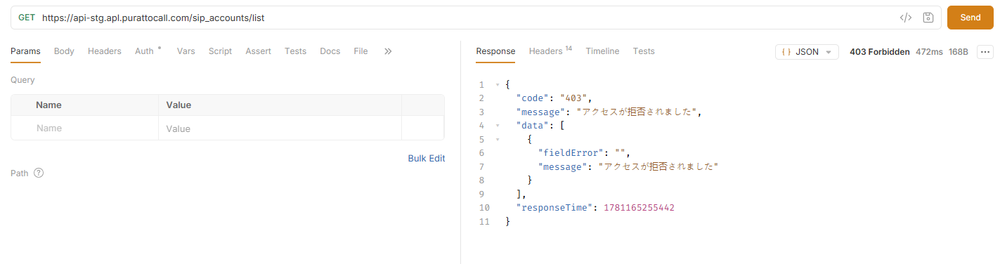 GET https://api-stg.apl.purattocall.com/sip_accounts/list </> Send
Params Body Headers Auth Vars Script Assert Tests Docs File »
Query
Name Value
Name Value
Bulk Edit
Path ?
Response Headers 14 Timeline Tests { } JSON 403 Forbidden 472ms 168B ...
1 {
2 "code": "403",
3 "message": "アクセスが拒否されました",
4 "data": [
5 {
6 "fieldError": "",
7 "message": "アクセスが拒否されました"
8 }
9 ],
10 "responseTime": 1781165255442
11 }